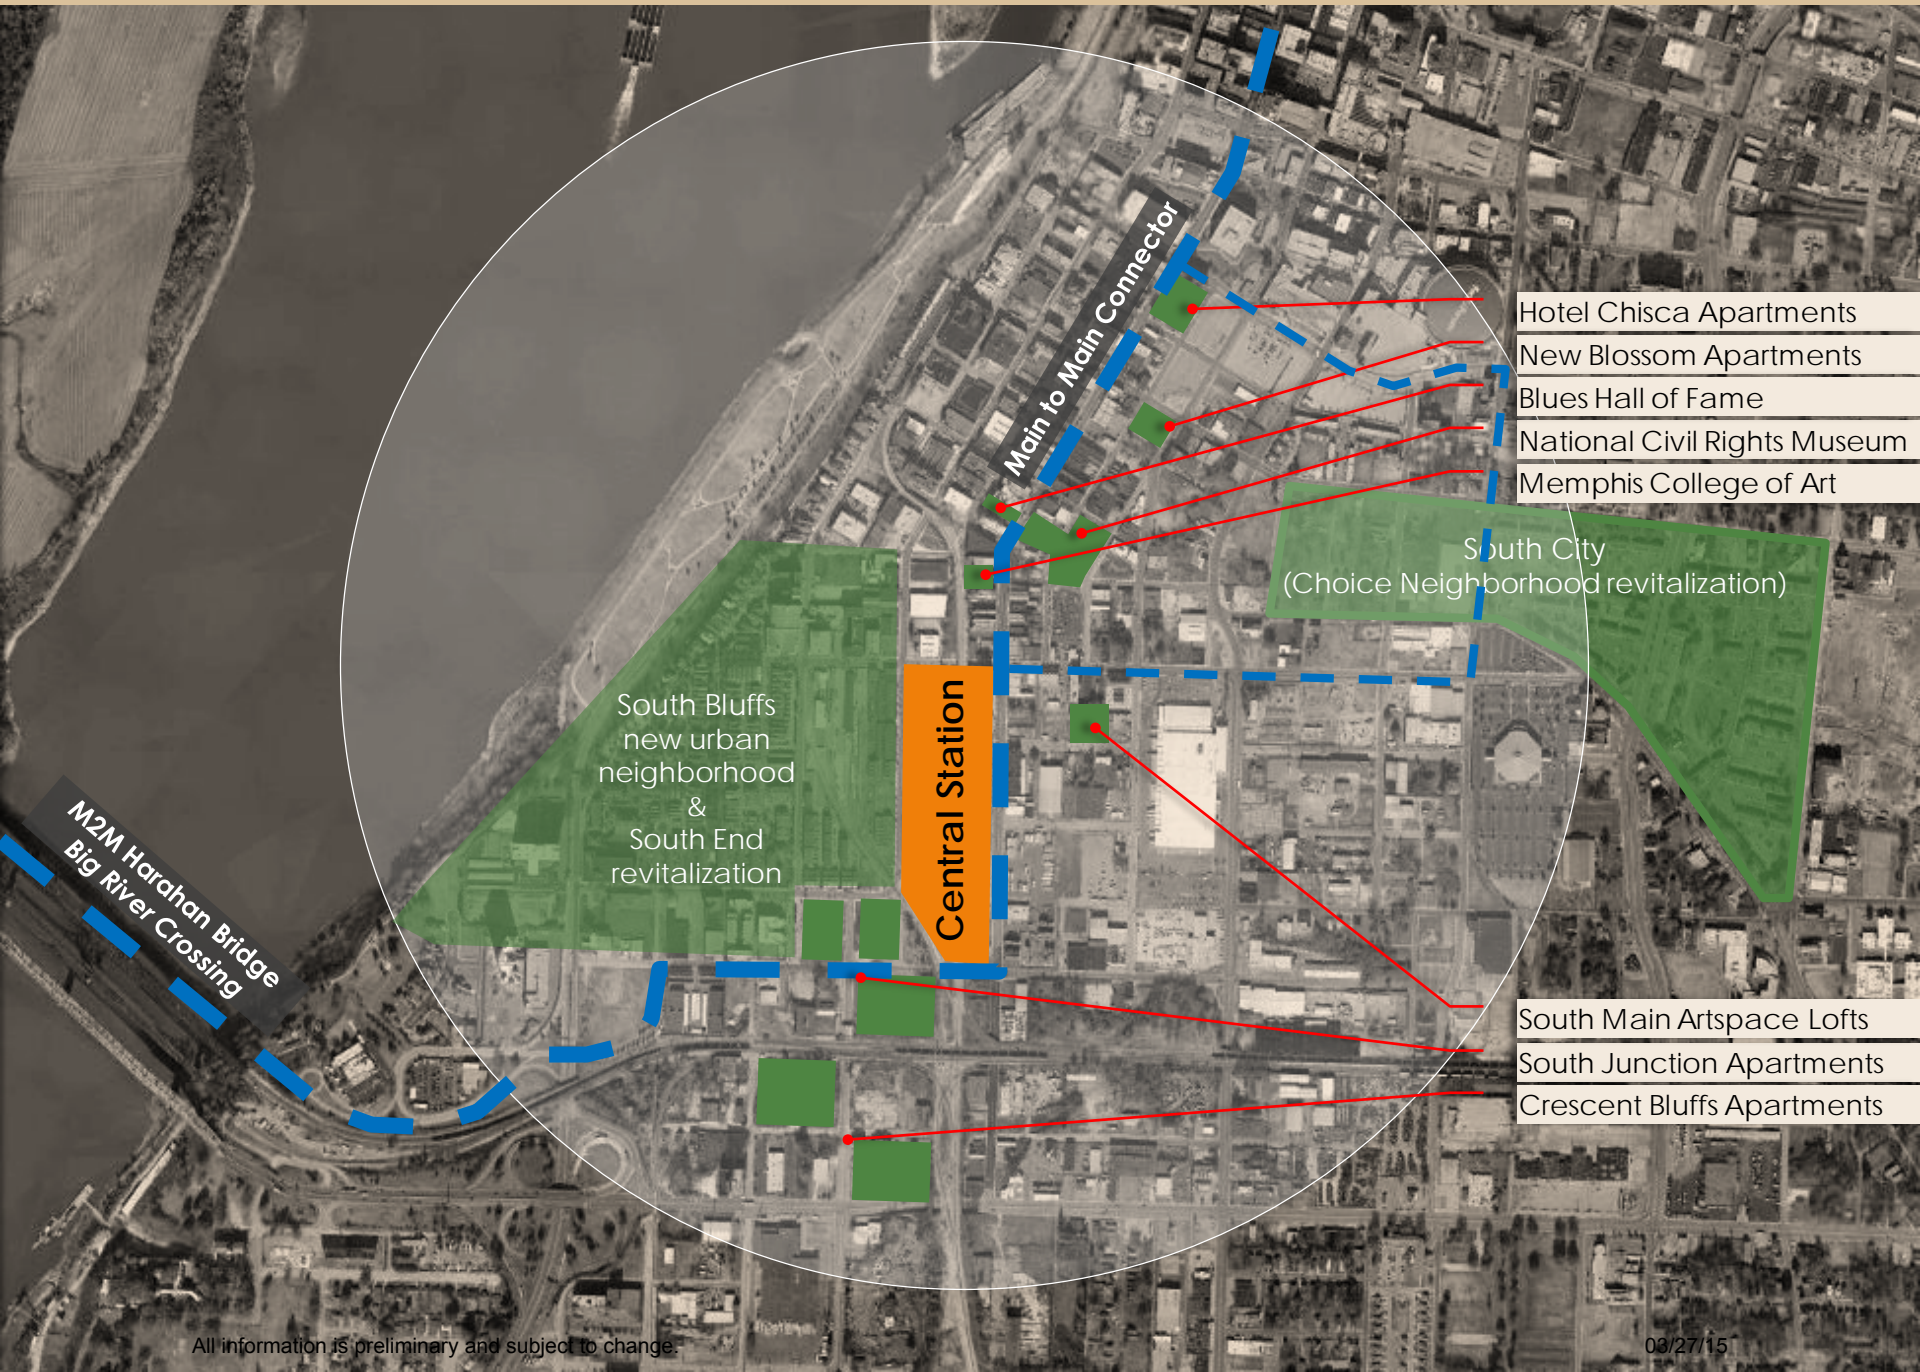 Main to Main Connector
Hotel Chisca Apartments
New Blossom Apartments
Blues Hall of Fame
National Civil Rights Museum
Memphis College of Art
South City
(Choice Neighborhood revitalization)
South Bluffs
new urban
neighborhood
&
South End
revitalization
Central Station
M2M Harahan Bridge
Big River Crossing
South Main Artspace Lofts
South Junction Apartments
Crescent Bluffs Apartments
All information is preliminary and subject to change.
03/27/15